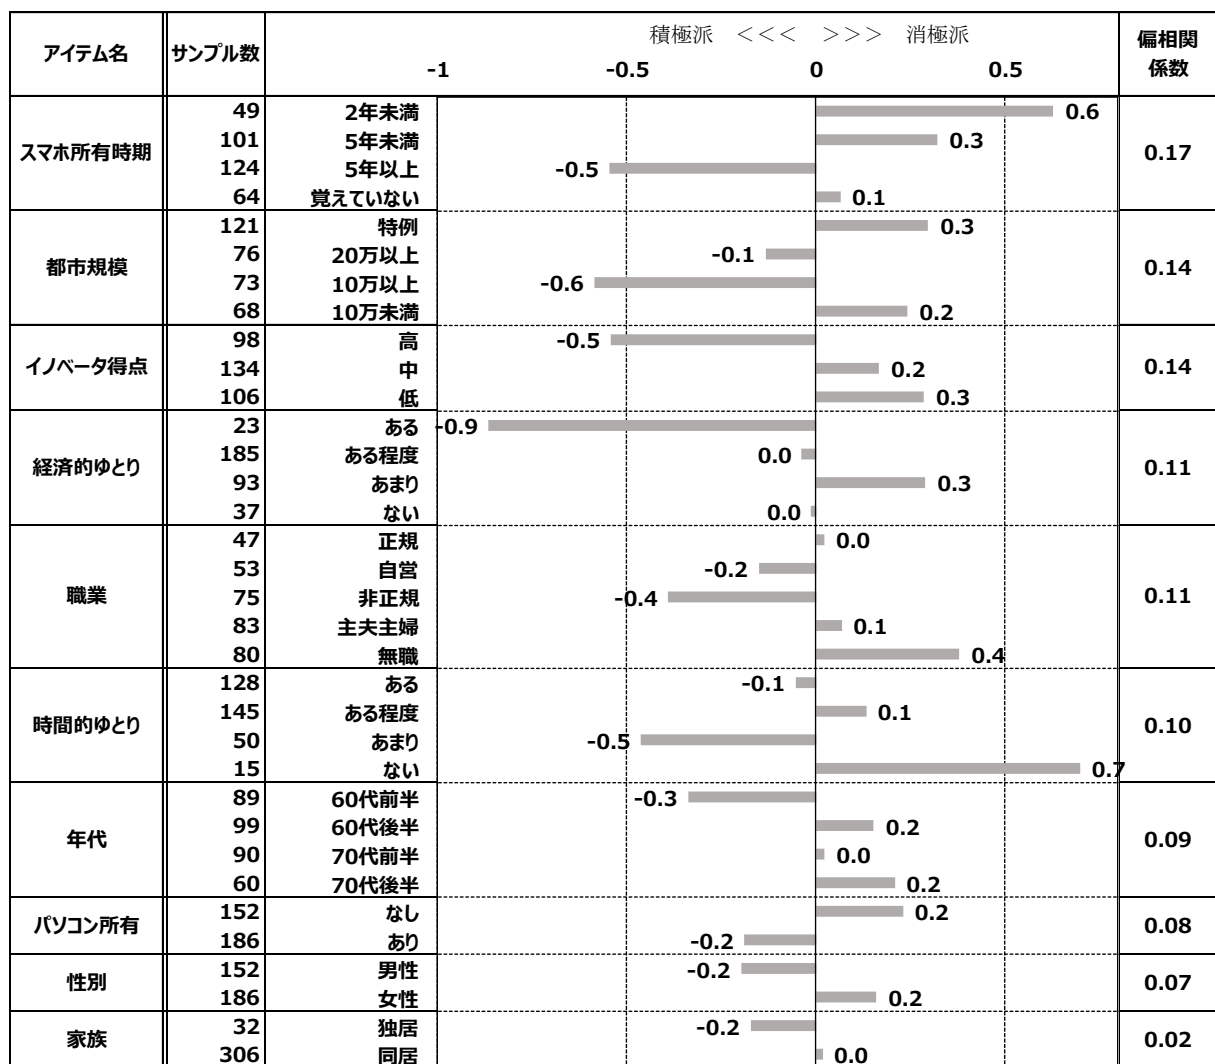 積極派 <<< >>> 消極派
アイテム名 サンプル数 偏相関係数
-1 -0.5 0 0.5
49 2年未満 0.6
101 5年未満 0.3
スマホ所有時期 0.17
124 5年以上 -0.5
64 覚えていない 0.1
121 特例 0.3
76 20万以上 -0.1
都市規模 0.14
73 10万以上 -0.6
68 10万未満 0.2
98 高 -0.5
イノベータ得点 134 中 0.2 0.14
106 低 0.3
23 ある -0.9
185 ある程度 0.0
経済的ゆとり 0.11
93 あまり 0.3
37 ない 0.0
47 正規 0.0
53 自営 -0.2
職業 75 非正規 -0.4 0.11
83 主夫主婦 0.1
80 無職 0.4
128 ある -0.1
145 ある程度 0.1
時間的ゆとり 0.10
50 あまり -0.5
15 ない 0.7
89 60代前半 -0.3
99 60代後半 0.2
年代 0.09
90 70代前半 0.0
60 70代後半 0.2
152 なし 0.2
パソコン所有 0.08
186 あり -0.2
152 男性 -0.2
性別 0.07
186 女性 0.2
32 独居 -0.2
家族 0.02
306 同居 0.0